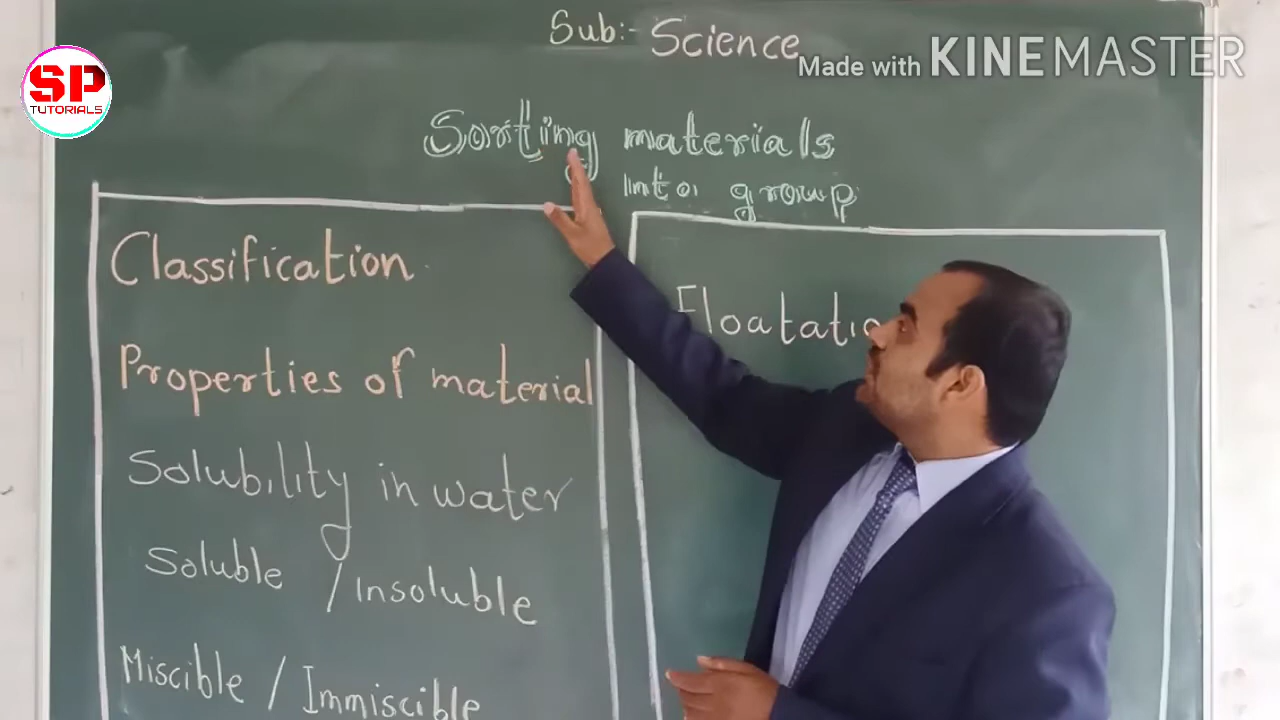 Sub:- Science
Made with KINEMASTER
SP
TUTORIALS
Sorting materials
into group
Classification
Properties of material
Solubility in water
Soluble / Insoluble
Miscible / Immiscible